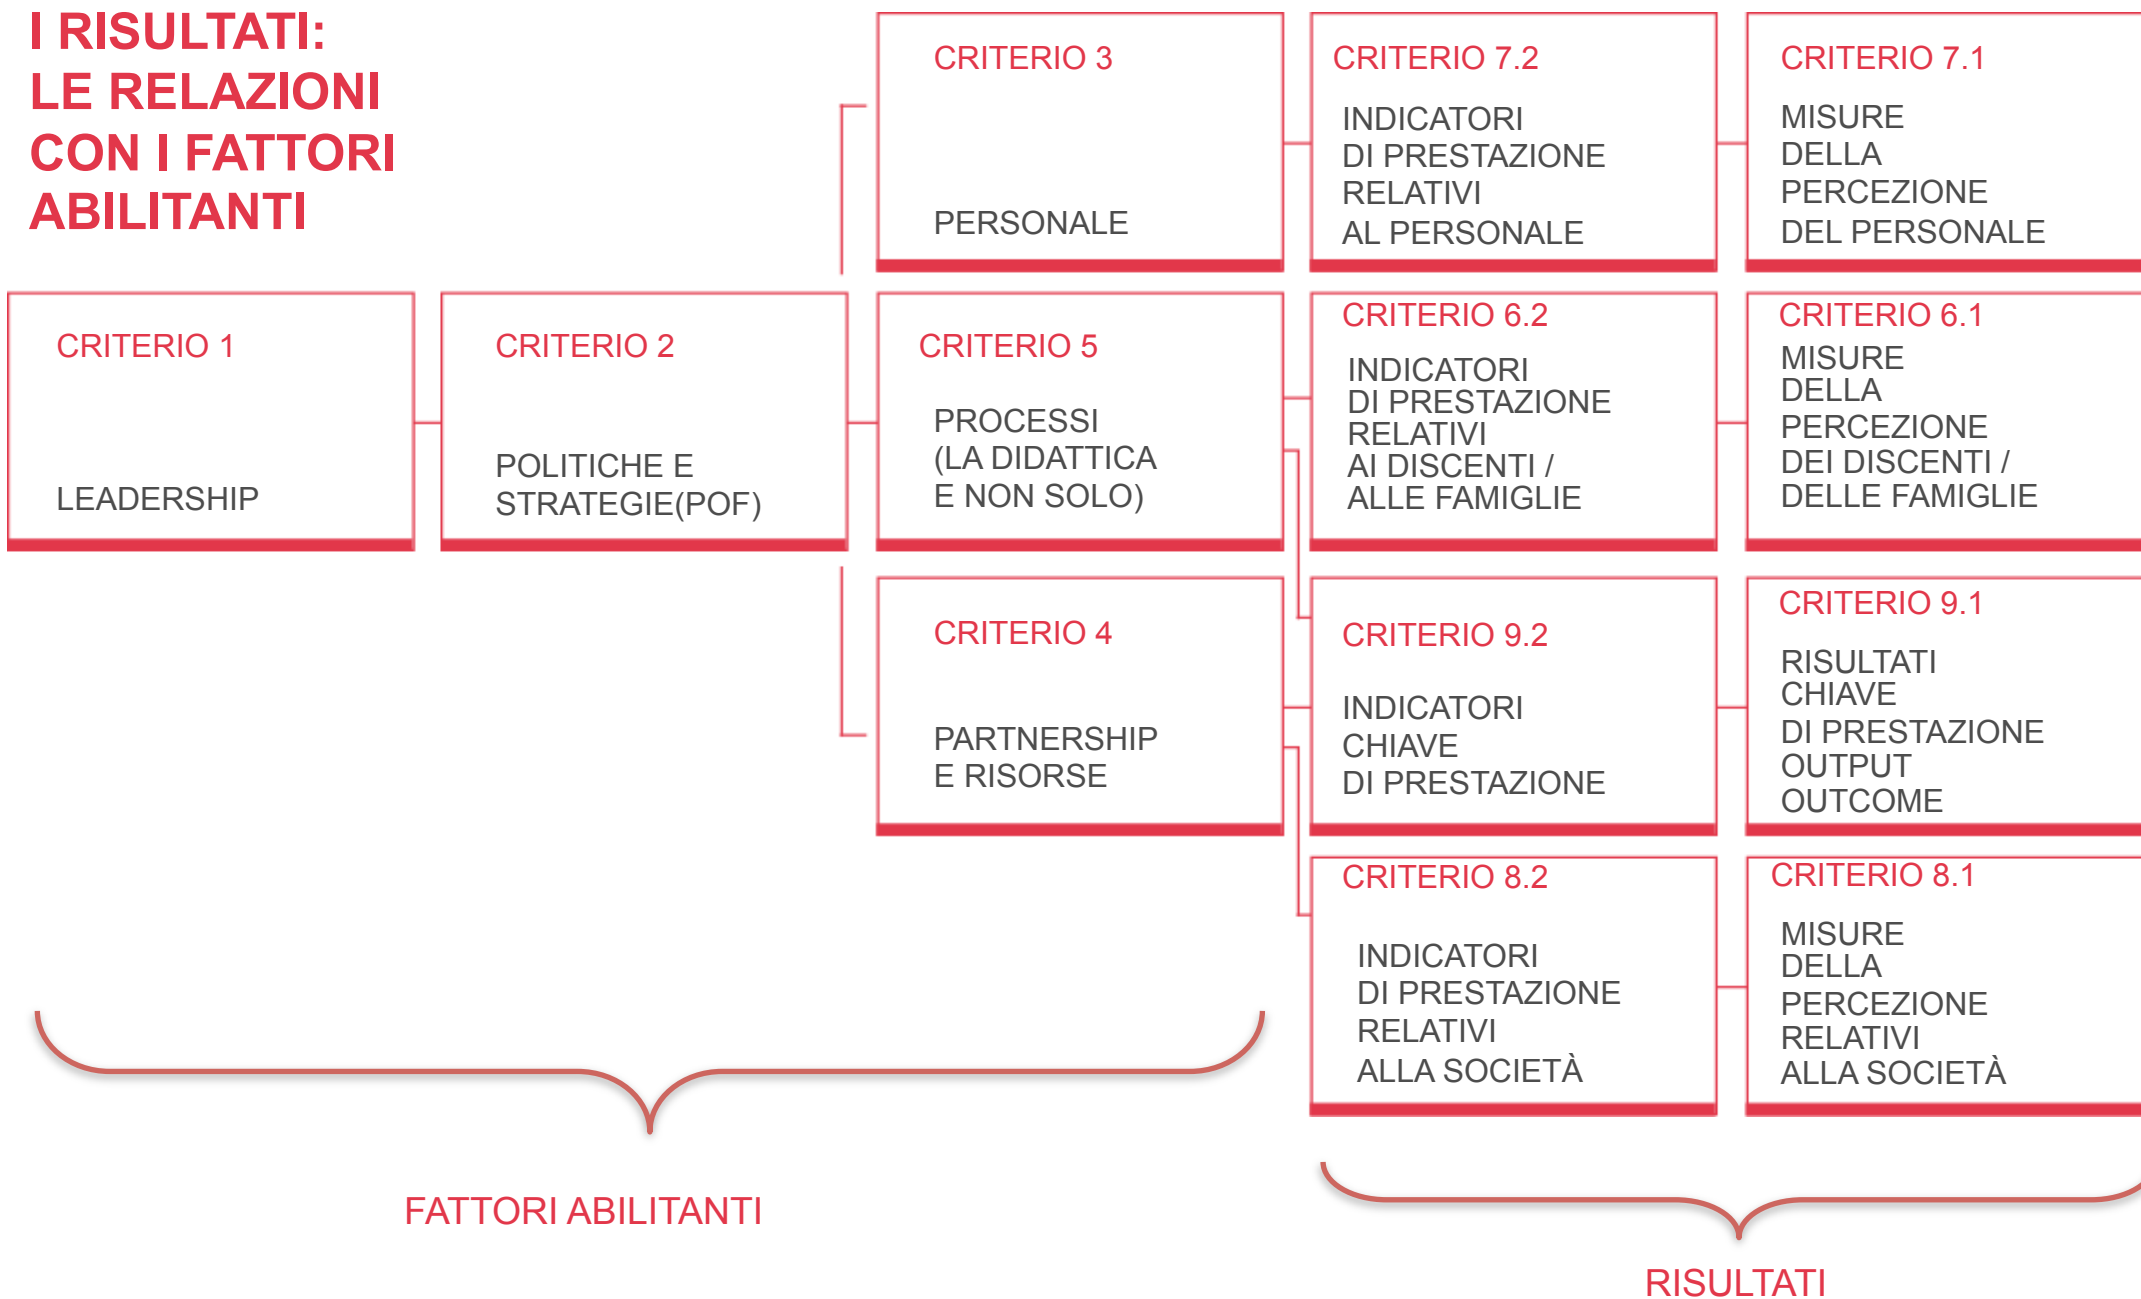 I RISULTATI:
LE RELAZIONI
CON I FATTORI
ABILITANTI
CRITERIO 3
PERSONALE
CRITERIO 7.2
INDICATORI
DI PRESTAZIONE
RELATIVI
AL PERSONALE
CRITERIO 7.1
MISURE
DELLA
PERCEZIONE
DEL PERSONALE
CRITERIO 1
LEADERSHIP
CRITERIO 2
POLITICHE E
STRATEGIE(POF)
CRITERIO 5
PROCESSI
(LA DIDATTICA
E NON SOLO)
CRITERIO 6.2
INDICATORI
DI PRESTAZIONE
RELATIVI
AI DISCENTI /
ALLE FAMIGLIE
CRITERIO 6.1
MISURE
DELLA
PERCEZIONE
DEI DISCENTI /
DELLE FAMIGLIE
CRITERIO 4
PARTNERSHIP
E RISORSE
CRITERIO 9.2
INDICATORI
CHIAVE
DI PRESTAZIONE
CRITERIO 9.1
RISULTATI
CHIAVE
DI PRESTAZIONE
OUTPUT
OUTCOME
CRITERIO 8.2
INDICATORI
DI PRESTAZIONE
RELATIVI
ALLA SOCIETÀ
CRITERIO 8.1
MISURE
DELLA
PERCEZIONE
RELATIVI
ALLA SOCIETÀ
FATTORI ABILITANTI
RISULTATI